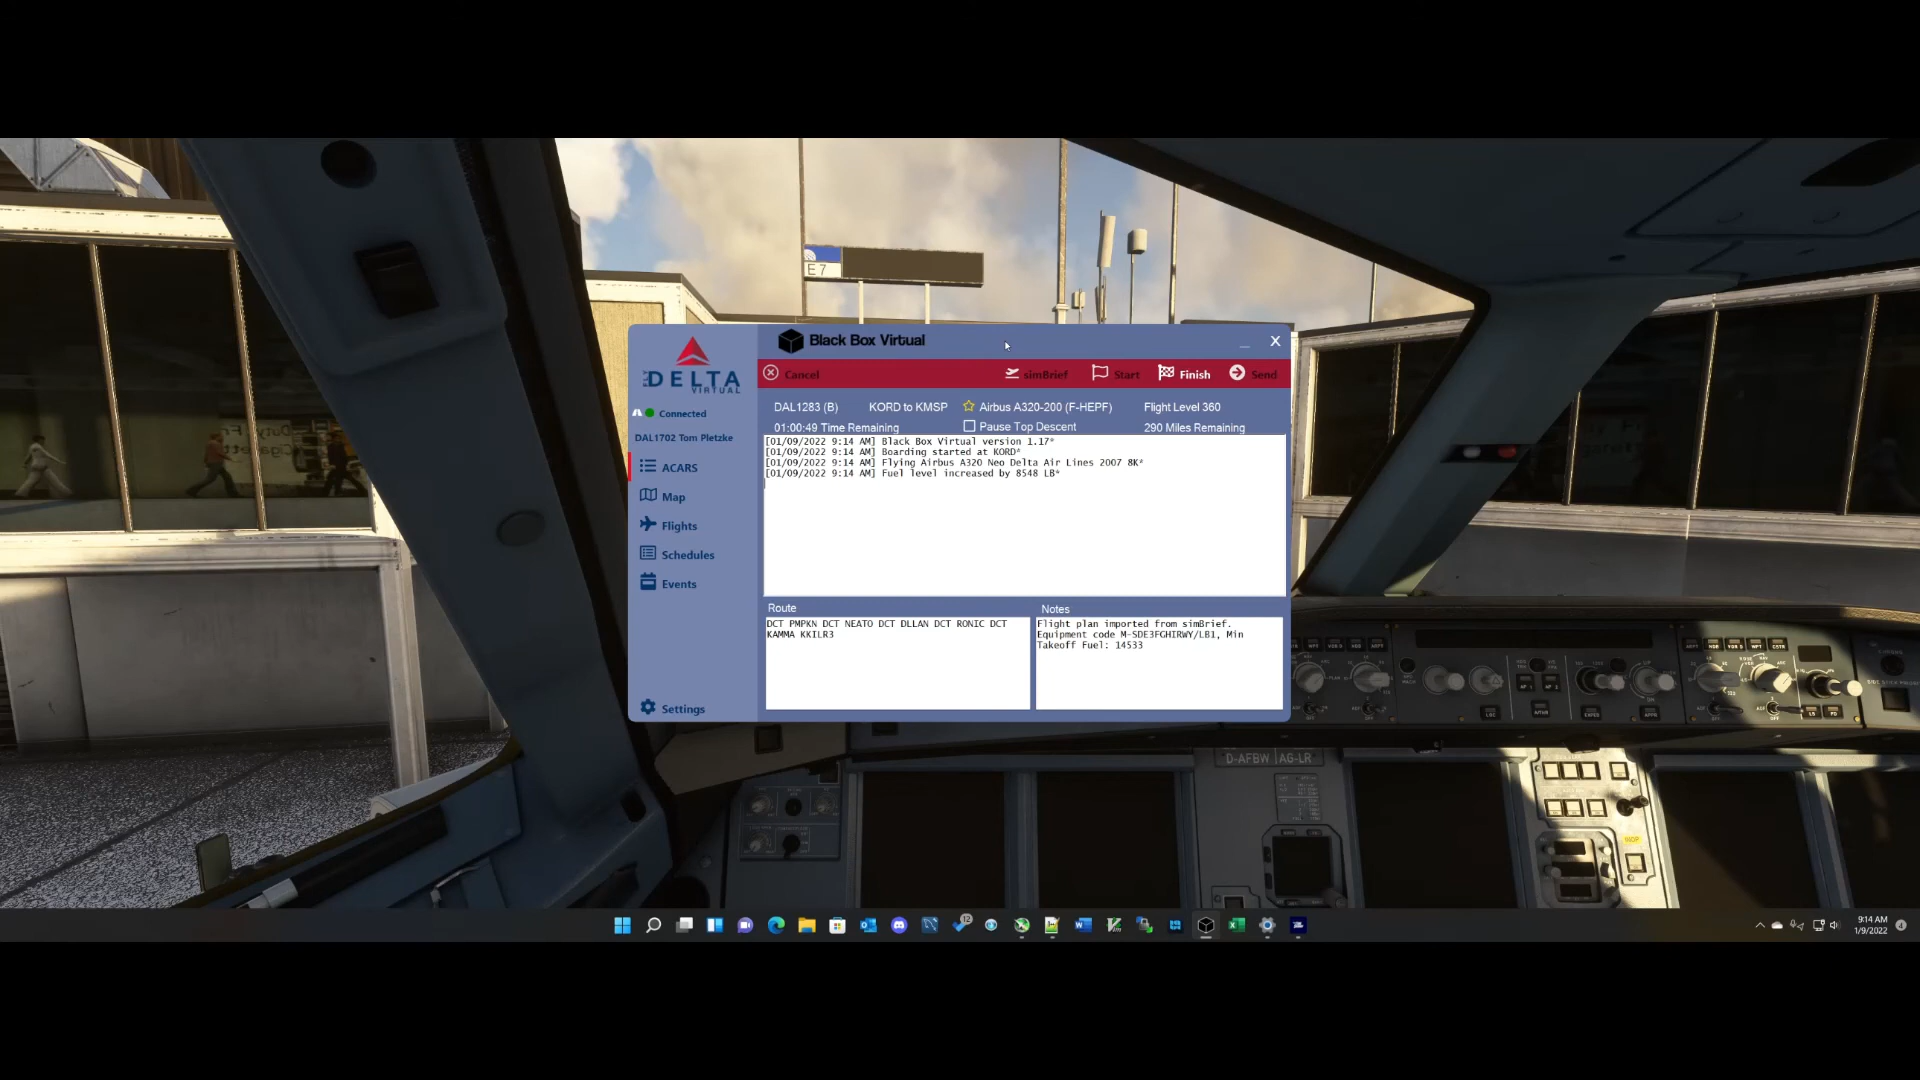 E7
Black Box Virtual
X
DELTA
VIRTUAL
Cancel
simBrief
Start
Finish
Send
Connected
DAL1702 Tom Pletzke
DAL1283 (B)
KORD to KMSP
Airbus A320-200 (F-HEPF)
Flight Level 360
01:00:49 Time Remaining
Pause Top Descent
290 Miles Remaining
ACARS
Map
Flights
Schedules
Events
Settings
[01/09/2022 9:14 AM] Black Box Virtual version 1.17*
[01/09/2022 9:14 AM] Boarding started at KORD*
[01/09/2022 9:14 AM] Flying Airbus A320 Neo Delta Air Lines 2007 8K*
[01/09/2022 9:14 AM] Fuel level increased by 8548 LB*
Route
DCT PMPKN DCT NEATO DCT DLLAN DCT RONIC DCT
KAMMA KKILR3
Notes
Flight plan imported from simBrief.
Equipment code M-SDE3FGHIRWY/LB1, Min
Takeoff Fuel: 14533
D-AFBW AG-LR
12
9:14 AM
1/9/2022
4